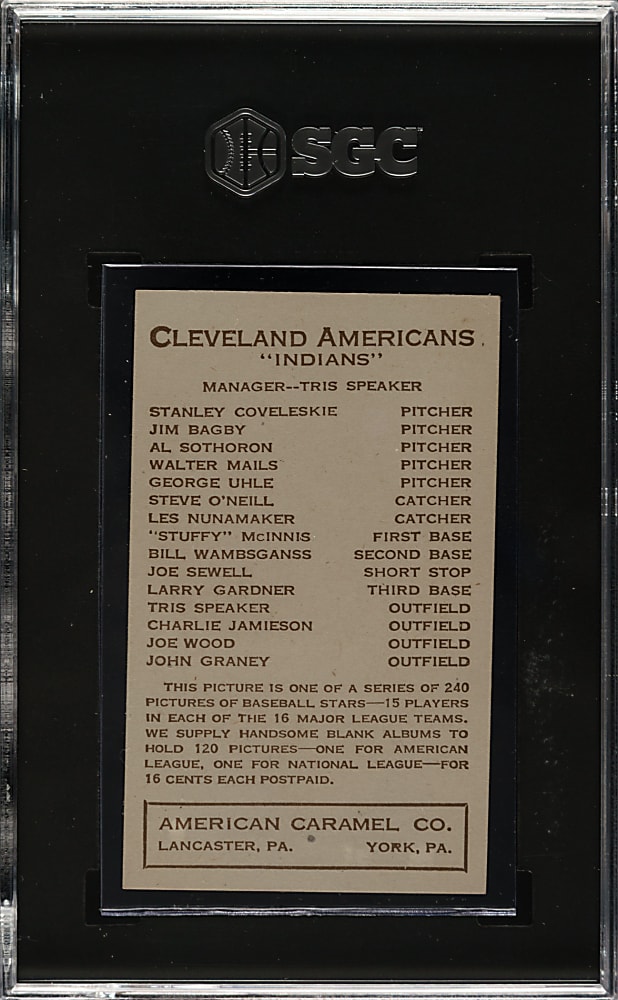 SGC
CLEVELAND AMERICANS
"INDIANS"
MANAGER--TRIS SPEAKER
STANLEY COVELESKIE PITCHER
JIM BAGBY PITCHER
AL SOTHORON PITCHER
WALTER MAILS PITCHER
GEORGE UHLE PITCHER
STEVE O'NEILL CATCHER
LES NUNAMAKER CATCHER
"STUFFY" McINNIS FIRST BASE
BILL WAMBSGANSS SECOND BASE
JOE SEWELL SHORT STOP
LARRY GARDNER THIRD BASE
TRIS SPEAKER OUTFIELD
CHARLIE JAMIESON OUTFIELD
JOE WOOD OUTFIELD
JOHN GRANEY OUTFIELD
THIS PICTURE IS ONE OF A SERIES OF 240
PICTURES OF BASEBALL STARS—15 PLAYERS
IN EACH OF THE 16 MAJOR LEAGUE TEAMS.
WE SUPPLY HANDSOME BLANK ALBUMS TO
HOLD 120 PICTURES—ONE FOR AMERICAN
LEAGUE, ONE FOR NATIONAL LEAGUE—FOR
16 CENTS EACH POSTPAID.
AMERICAN CARAMEL CO.
LANCASTER, PA. YORK, PA.